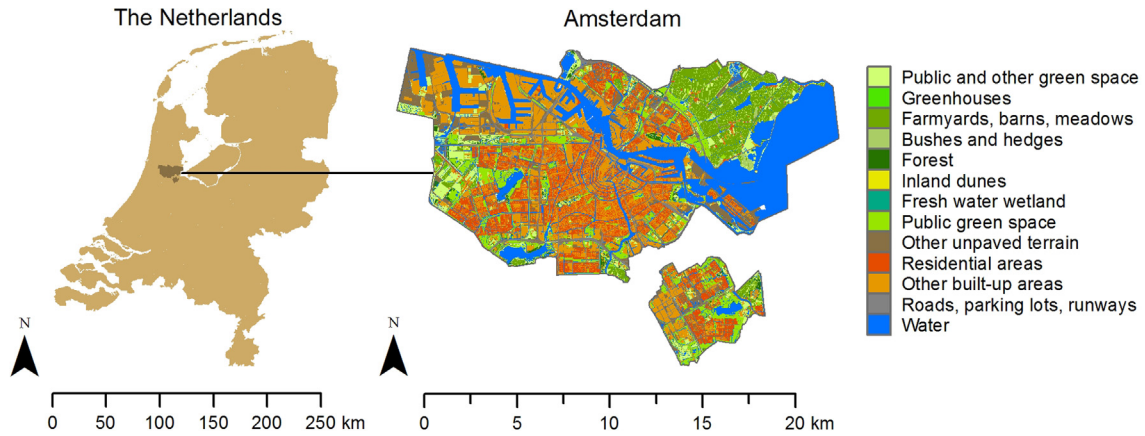 The Netherlands
Amsterdam
Public and other green space
Greenhouses
Farmyards, barns, meadows
Bushes and hedges
Forest
Inland dunes
Fresh water wetland
Public green space
Other unpaved terrain
Residential areas
Other built-up areas
Roads, parking lots, runways
Water
N
N
0 50 100 150 200 250 km
0 5 10 15 20 km